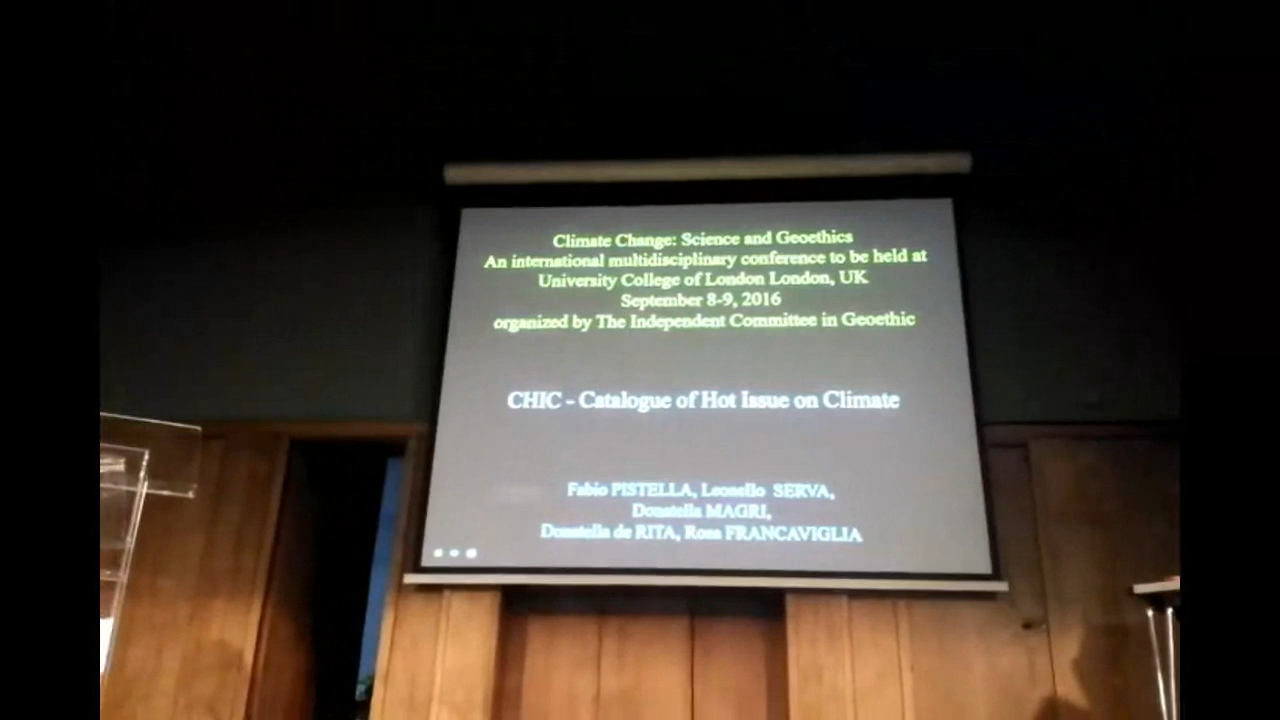 Climate Change: Science and Geoethics
An international multidisciplinary conference to be held at
University College of London London, UK
September 8-9, 2016
organized by The Independent Committee in Geoethic
CHIC - Catalogue of Hot Issue on Climate
Fabio PISTELLA, Leonello SERVA,
Donatella MAGRI,
Donatella de RITA, Rosa FRANCAVIGLIA